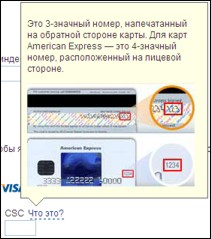 Это 3-значный номер, напечатанный
на обратной стороне карты. Для карт
American Express — это 4-значный
номер, расположенный на лицевой
стороне.
American Express
1234
VISA
CSC Что это?